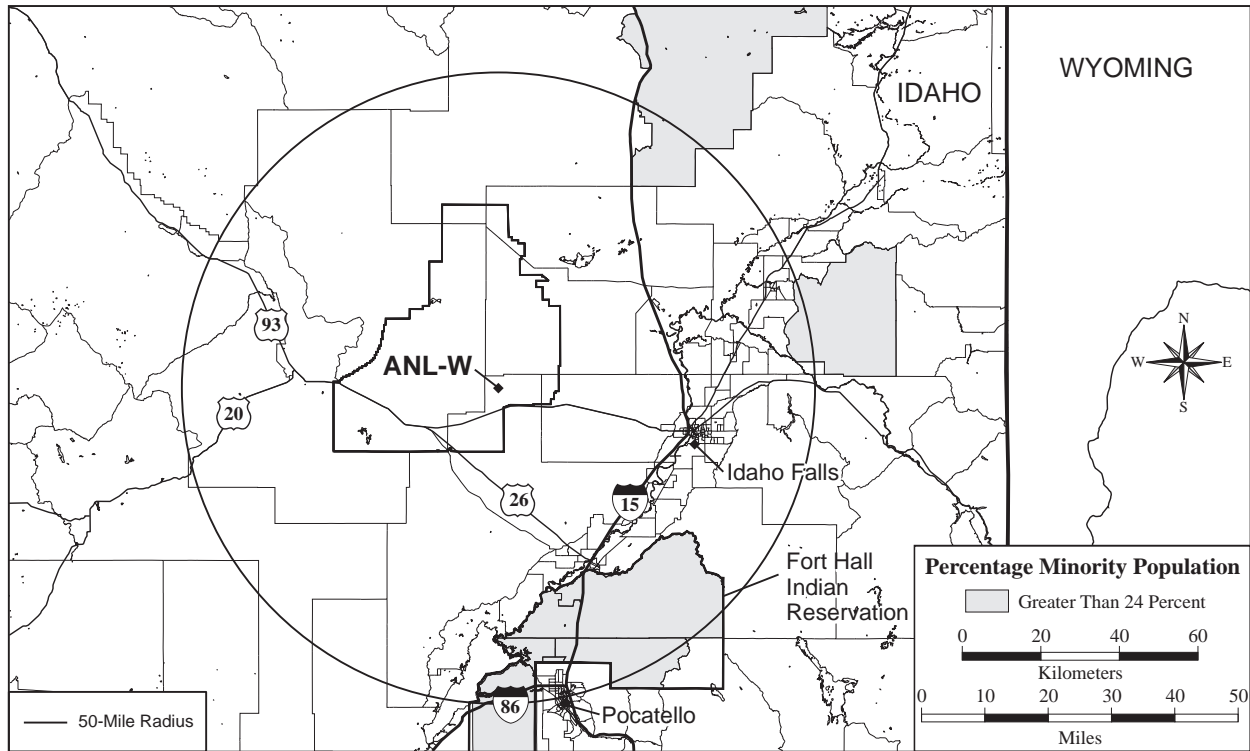 WYOMING
IDAHO
93
ANL-W
20
Idaho Falls
26
15
Fort Hall
Indian
Reservation
86
Pocatello
50-Mile Radius
N
W E
S
Percentage Minority Population
Greater Than 24 Percent
0 20 40 60
Kilometers
0 10 20 30 40 50
Miles